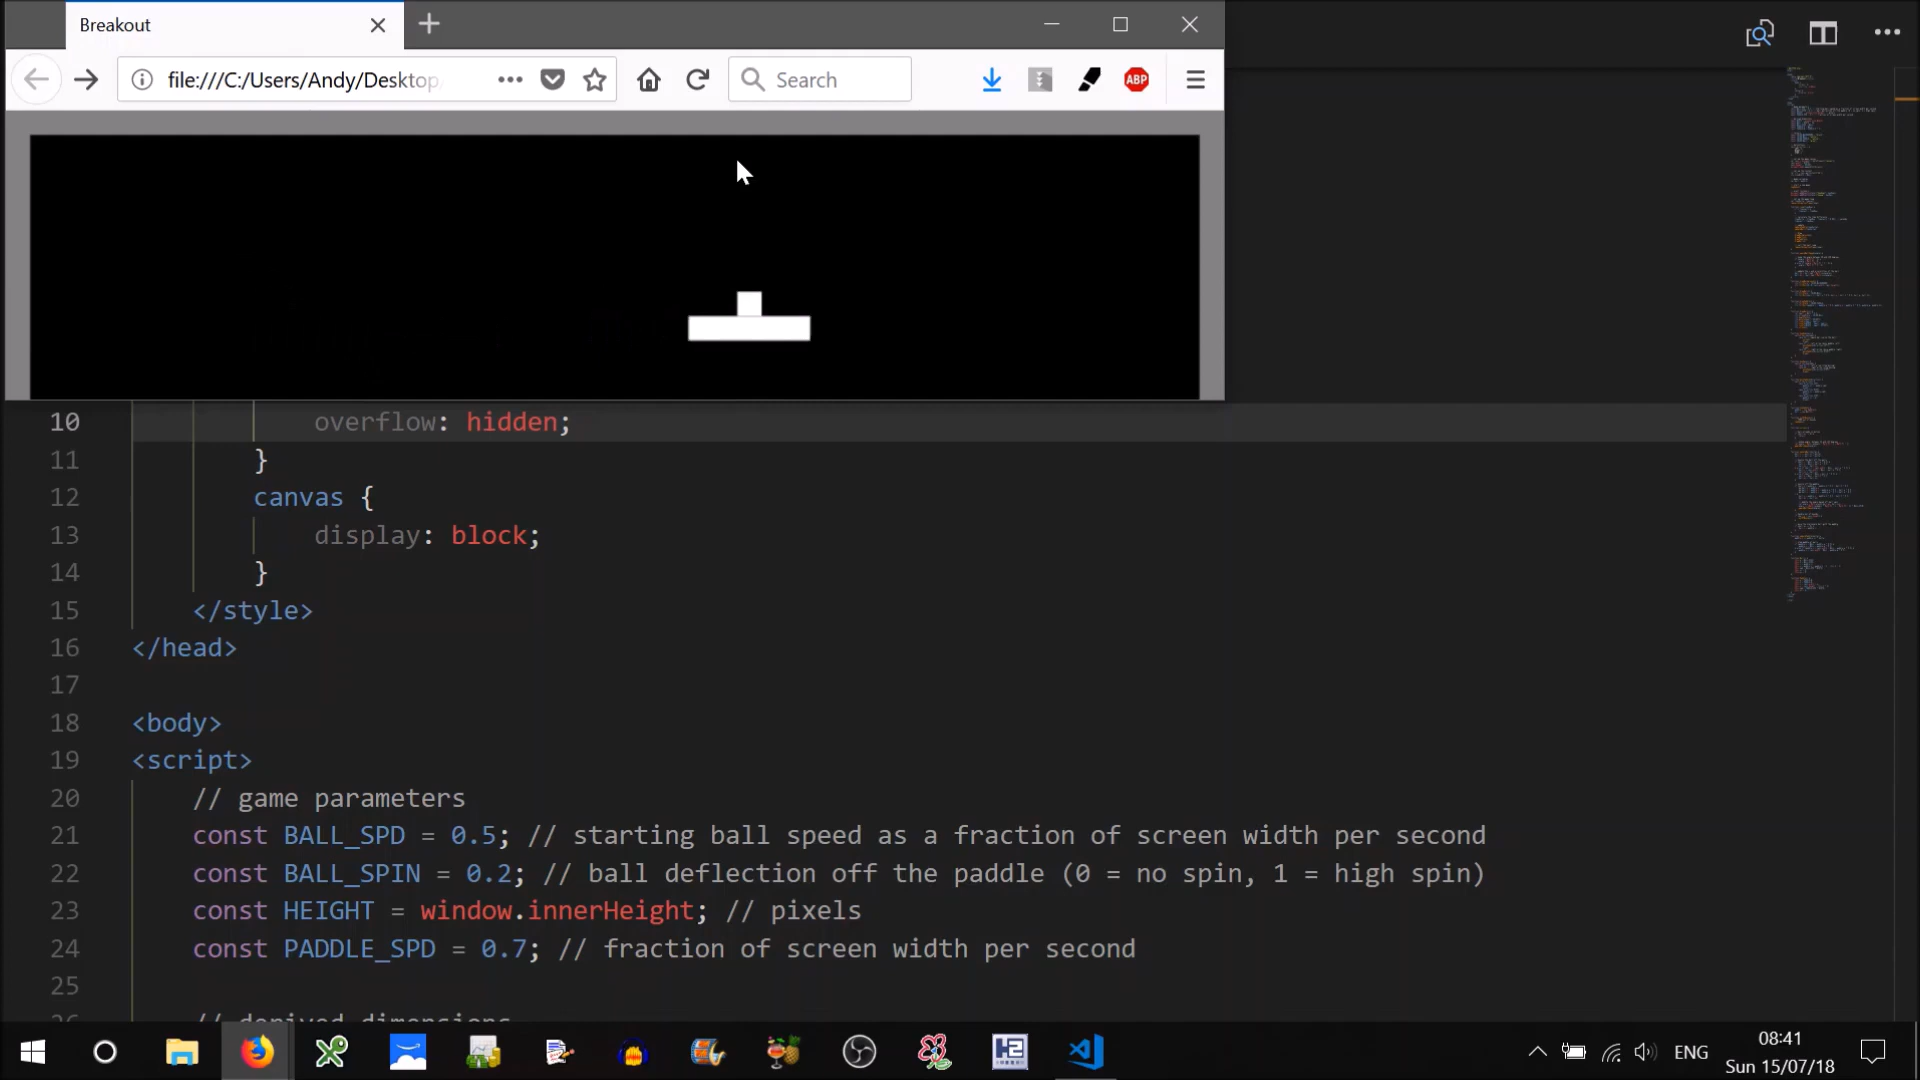 Breakout
file:///C:/Users/Andy/Desktop
Search
ABP
10 overflow: hidden;
11 }
12 canvas {
13 display: block;
14 }
15 </style>
16 </head>
17
18 <body>
19 <script>
20 // game parameters
21 const BALL_SPD = 0.5; // starting ball speed as a fraction of screen width per second
22 const BALL_SPIN = 0.2; // ball deflection off the paddle (0 = no spin, 1 = high spin)
23 const HEIGHT = window.innerHeight; // pixels
24 const PADDLE_SPD = 0.7; // fraction of screen width per second
25
26 // derived dimensions
ENG
08:41
Sun 15/07/18